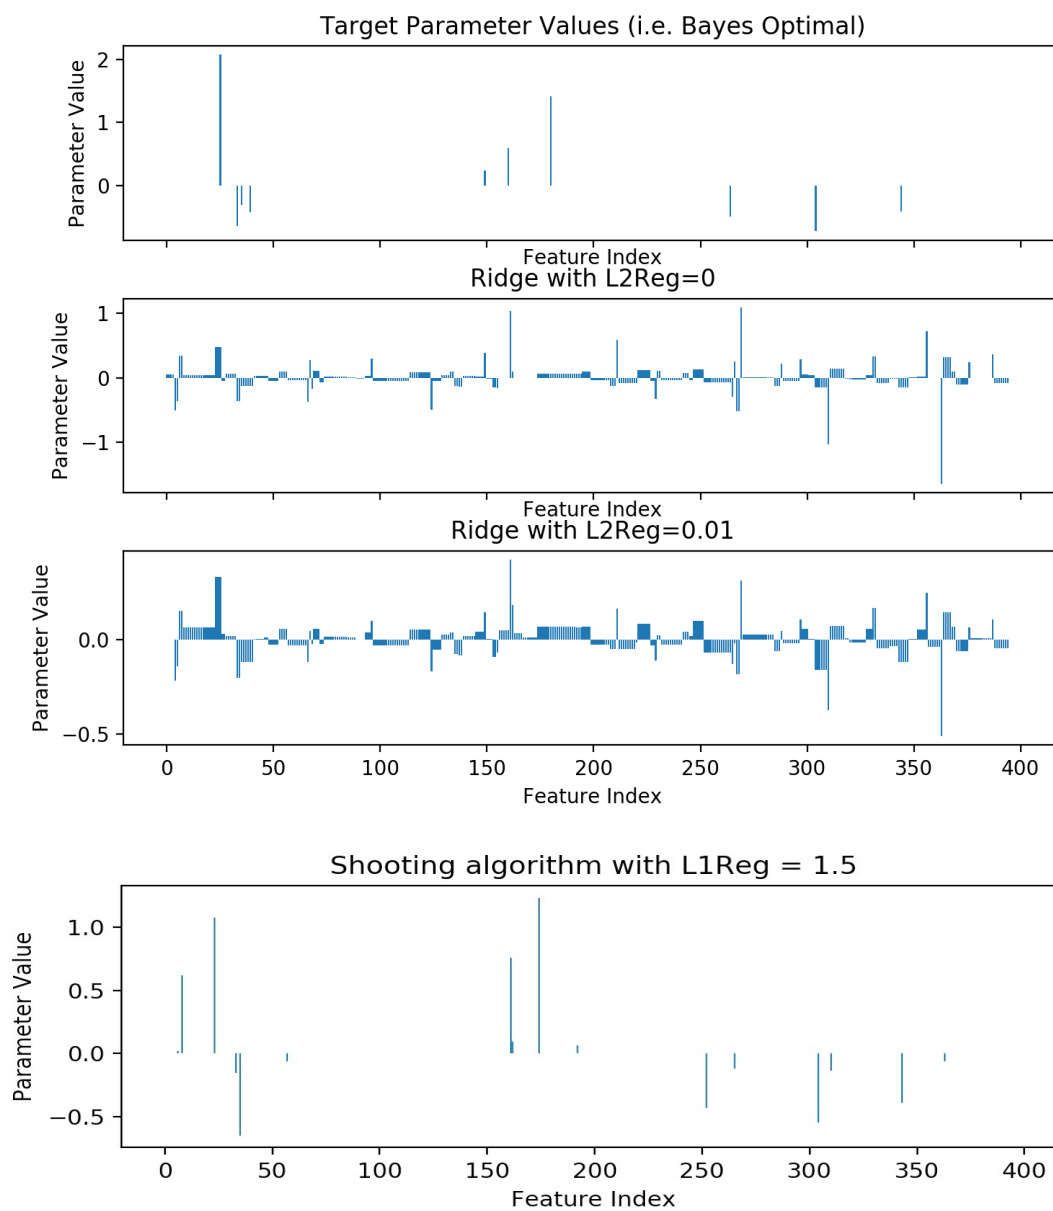 Target Parameter Values (i.e. Bayes Optimal)
Parameter Value
2
1
0
Feature Index
Ridge with L2Reg=0
Parameter Value
1
0
−1
Feature Index
Ridge with L2Reg=0.01
Parameter Value
0.0
−0.5
0 50 100 150 200 250 300 350 400
Feature Index
Shooting algorithm with L1Reg = 1.5
Parameter Value
1.0
0.5
0.0
−0.5
0 50 100 150 200 250 300 350 400
Feature Index